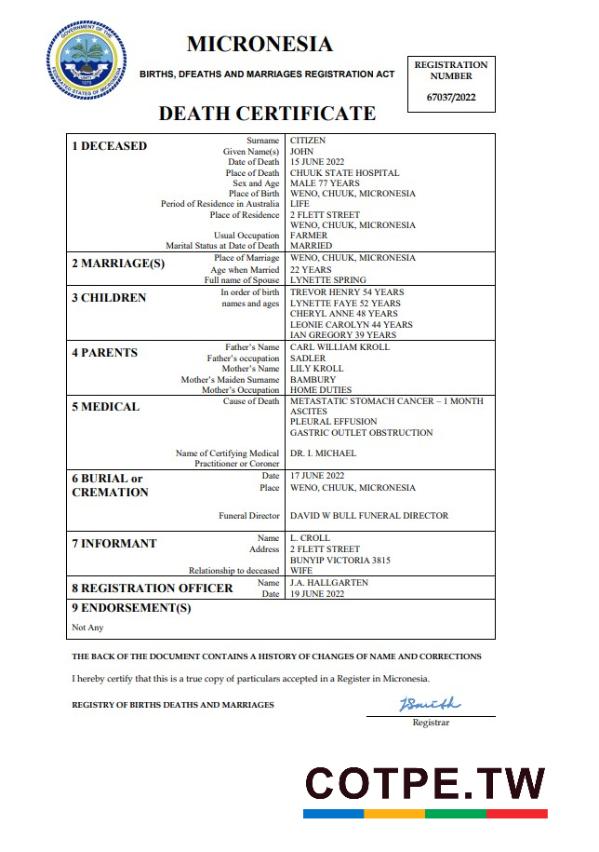 GOVERNMENT OF THE
FEDERATED STATES OF MICRONESIA
1979
MICRONESIA
BIRTHS, DFEATHS AND MARRIAGES REGISTRATION ACT
DEATH CERTIFICATE
REGISTRATION
NUMBER
67037/2022
1 DECEASED
Surname CITIZEN
Given Name(s) JOHN
Date of Death 15 JUNE 2022
Place of Death CHUUK STATE HOSPITAL
Sex and Age MALE 77 YEARS
Place of Birth WENO, CHUUK, MICRONESIA
Period of Residence in Australia LIFE
Place of Residence 2 FLETT STREET
WENO, CHUUK, MICRONESIA
Usual Occupation FARMER
Marital Status at Date of Death MARRIED
2 MARRIAGE(S)
Place of Marriage WENO, CHUUK, MICRONESIA
Age when Married 22 YEARS
Full name of Spouse LYNETTE SPRING
3 CHILDREN
In order of birth TREVOR HENRY 54 YEARS
names and ages LYNETTE FAYE 52 YEARS
CHERYL ANNE 48 YEARS
LEONIE CAROLYN 44 YEARS
IAN GREGORY 39 YEARS
4 PARENTS
Father's Name CARL WILLIAM KROLL
Father's occupation SADLER
Mother's Name LILY KROLL
Mother's Maiden Surname BAMBURY
Mother's Occupation HOME DUTIES
5 MEDICAL
Cause of Death METASTATIC STOMACH CANCER – 1 MONTH
ASCITES
PLEURAL EFFUSION
GASTRIC OUTLET OBSTRUCTION
Name of Certifying Medical DR. I. MICHAEL
Practitioner or Coroner
6 BURIAL or
CREMATION
Date 17 JUNE 2022
Place WENO, CHUUK, MICRONESIA
Funeral Director DAVID W BULL FUNERAL DIRECTOR
7 INFORMANT
Name L. CROLL
Address 2 FLETT STREET
BUNYIP VICTORIA 3815
Relationship to deceased WIFE
8 REGISTRATION OFFICER
Name J.A. HALLGARTEN
Date 19 JUNE 2022
9 ENDORSEMENT(S)
Not Any
THE BACK OF THE DOCUMENT CONTAINS A HISTORY OF CHANGES OF NAME AND CORRECTIONS
I hereby certify that this is a true copy of particulars accepted in a Register in Micronesia.
REGISTRY OF BIRTHS DEATHS AND MARRIAGES
JSmith
Registrar
COTPE.TW